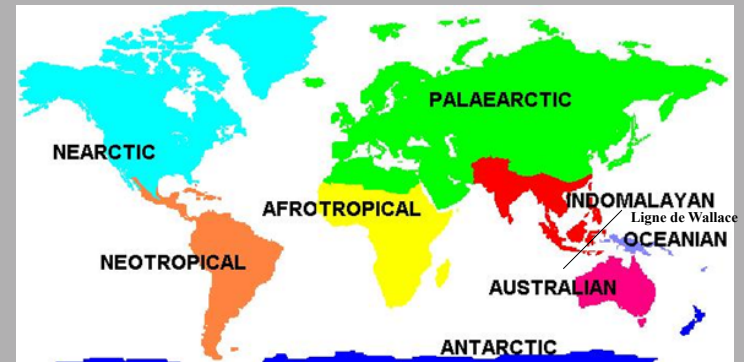 PALAEARCTIC
NEARCTIC
INDOMALAYAN
AFROTROPICAL
Ligne de Wallace
OCEANIAN
NEOTROPICAL
AUSTRALIAN
ANTARCTIC